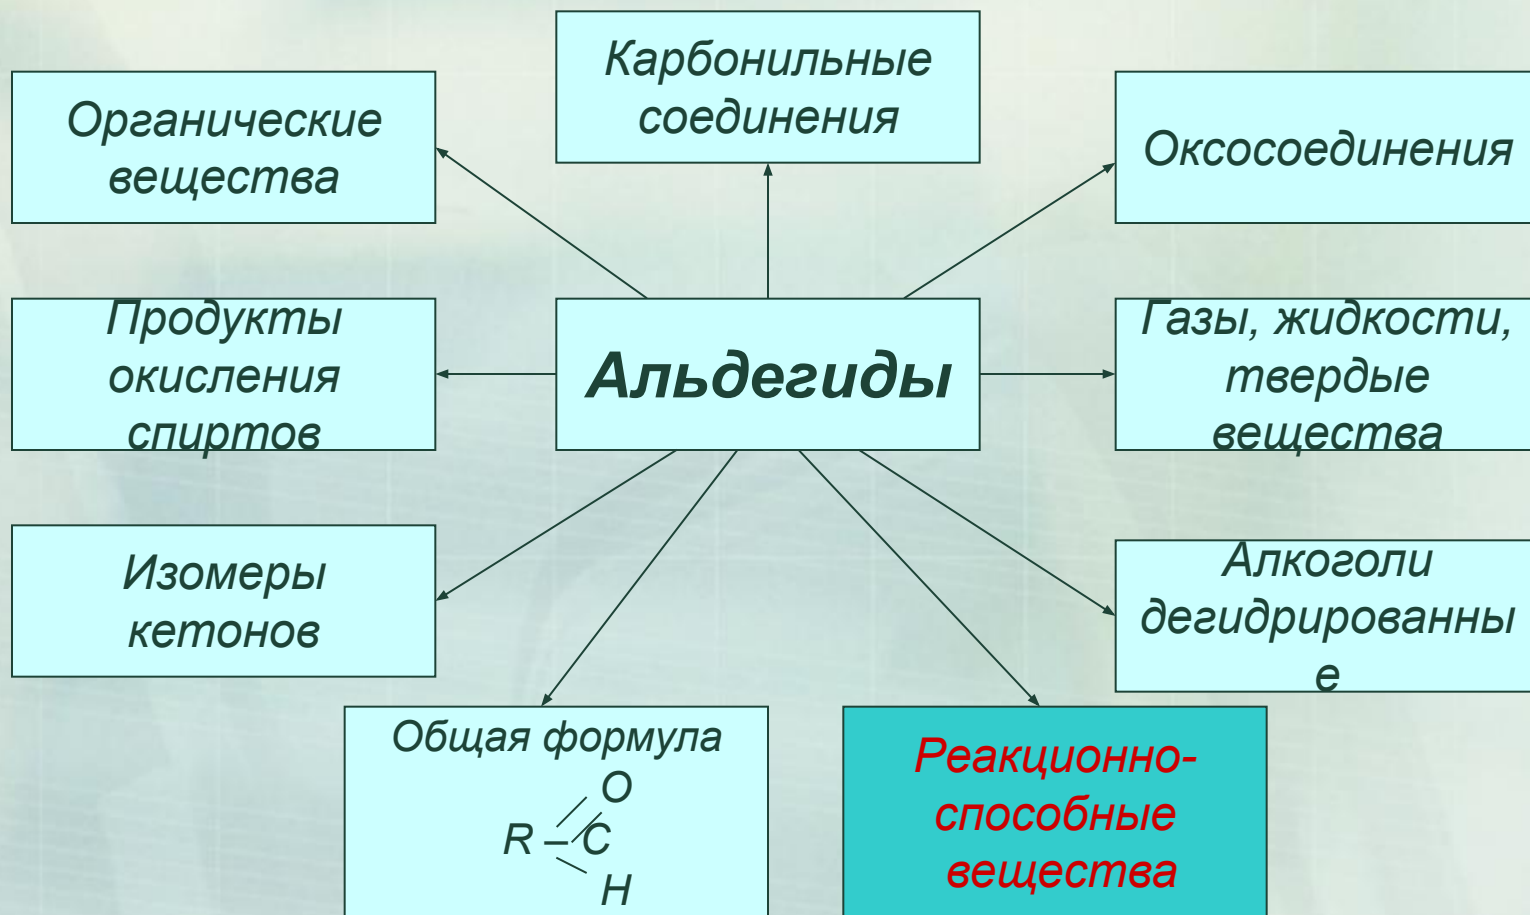 Карбонильные
соединения
Органические
вещества
Оксосоединения
Продукты
окисления
спиртов
Альдегиды
Газы, жидкости,
твердые
вещества
Изомеры
кетонов
Алкоголи
дегидрированны
е
Общая формула
O
R – C
H
Реакционно-
способные
вещества